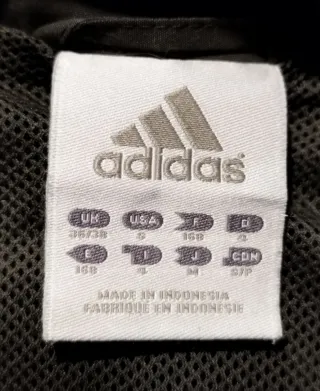 adidas
UK USA F D
36/38 S 168 4
E I J CDN
168 4 M S/P
MADE IN INDONESIA
FABRIQUÉ EN INDONESIE